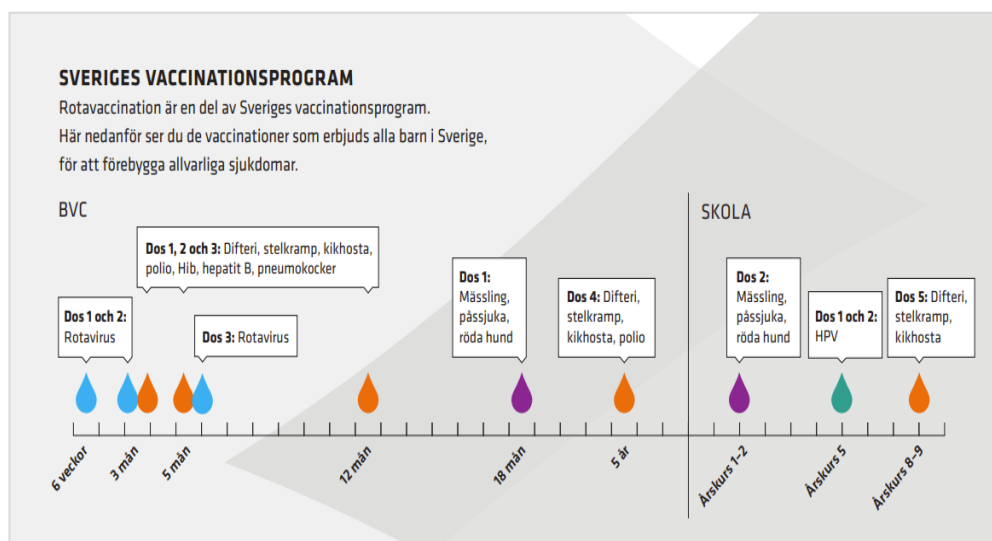 SVERIGES VACCINATIONSPROGRAM
Rotavaccination är en del av Sveriges vaccinationsprogram.
Här nedanför ser du de vaccinationer som erbjuds alla barn i Sverige,
för att förebygga allvarliga sjukdomar.
BVC
Dos 1 och 2:
Rotavirus
Dos 1, 2 och 3: Difteri, stelkramp, kikhosta,
polio, Hib, hepatit B, pneumokocker
Dos 3: Rotavirus
Dos 1:
Mässling,
påssjuka,
röda hund
Dos 4: Difteri,
stelkramp,
kikhosta, polio
SKOLA
Dos 2:
Mässling,
påssjuka,
röda hund
Dos 1 och 2:
HPV
Dos 5: Difteri,
stelkramp,
kikhosta
6 veckor
3 mån
5 mån
12 mån
18 mån
5 år
Årskurs 1–2
Årskurs 5
Årskurs 8–9